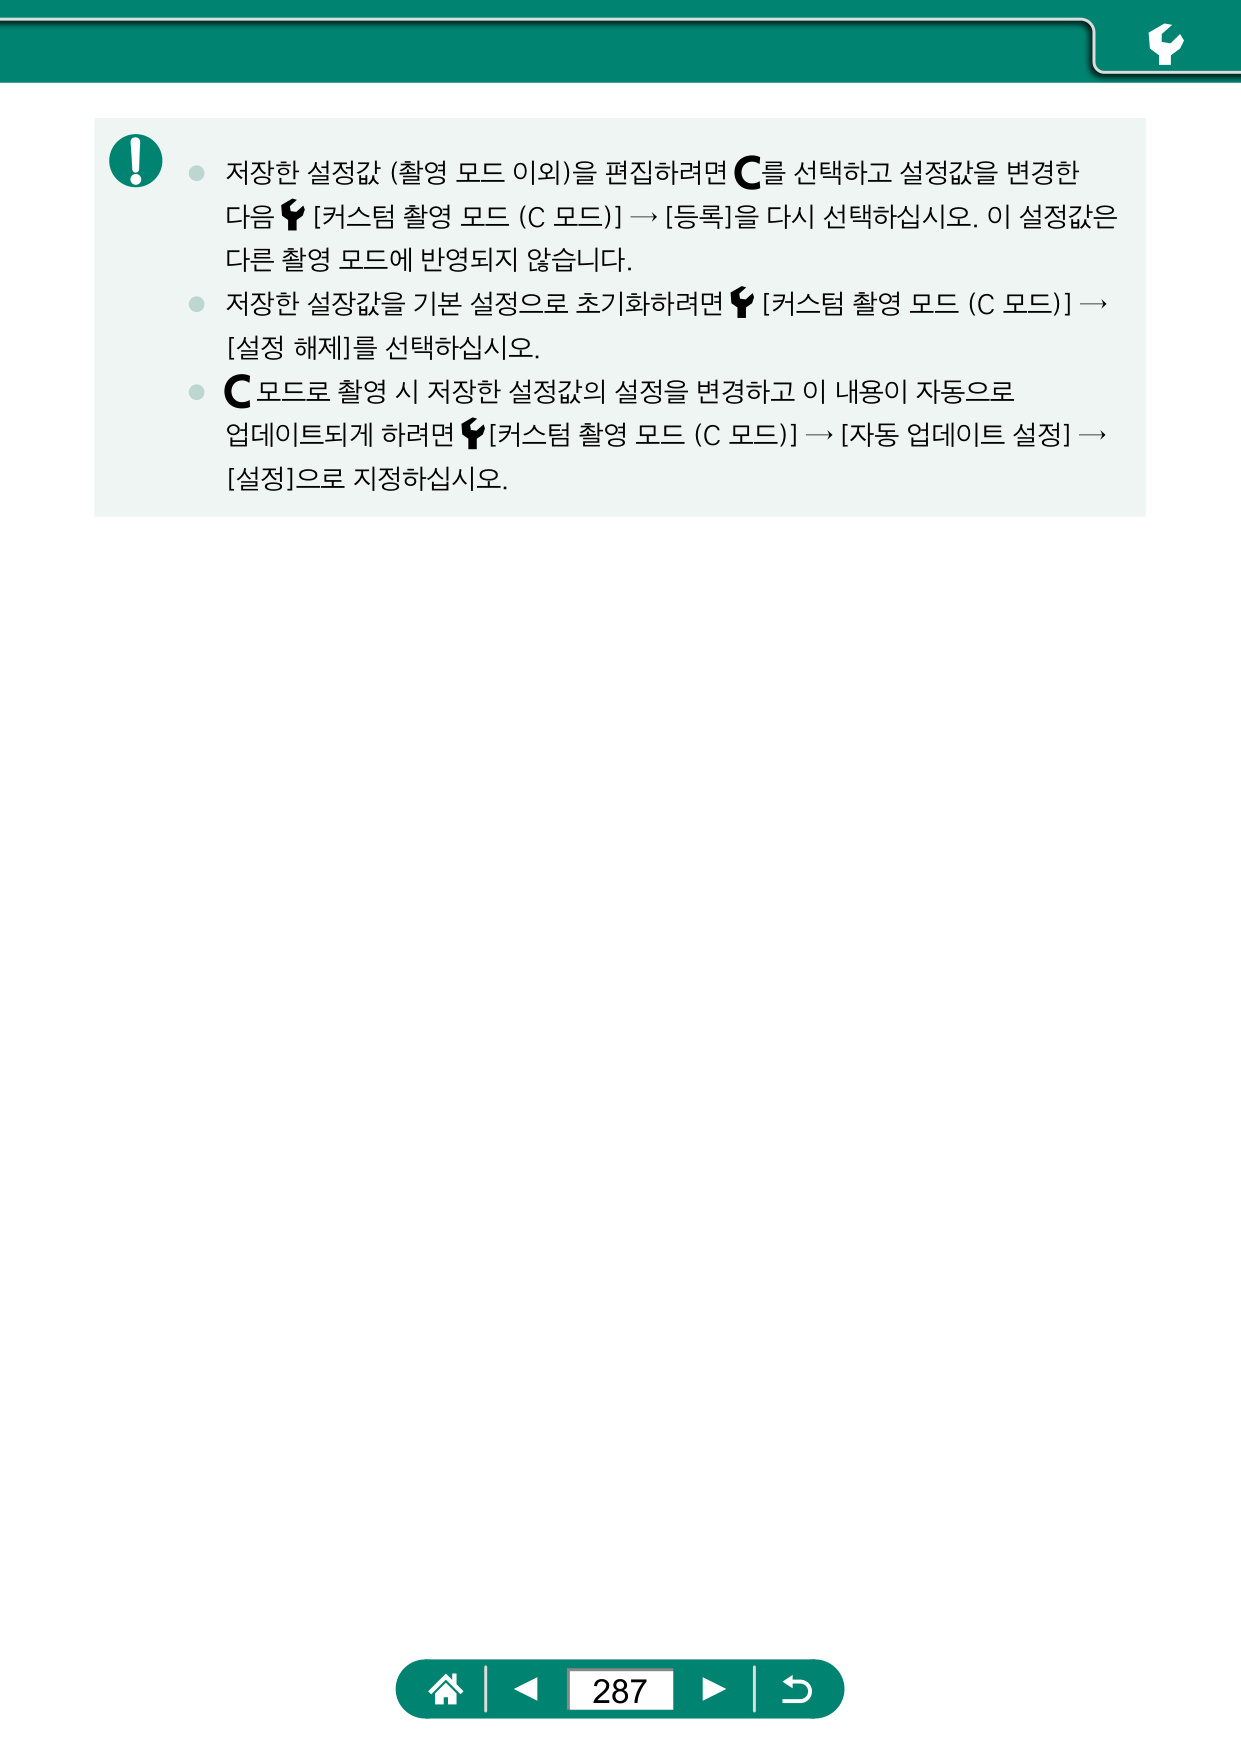 저장한 설정값 (촬영 모드 이외)을 편집하려면 C를 선택하고 설정값을 변경한
다음 [커스텀 촬영 모드 (C 모드)] → [등록]을 다시 선택하십시오. 이 설정값은
다른 촬영 모드에 반영되지 않습니다.
저장한 설장값을 기본 설정으로 초기화하려면 [커스텀 촬영 모드 (C 모드)] →
[설정 해제]를 선택하십시오.
C 모드로 촬영 시 저장한 설정값의 설정을 변경하고 이 내용이 자동으로
업데이트되게 하려면 [커스텀 촬영 모드 (C 모드)] → [자동 업데이트 설정] →
[설정]으로 지정하십시오.
287